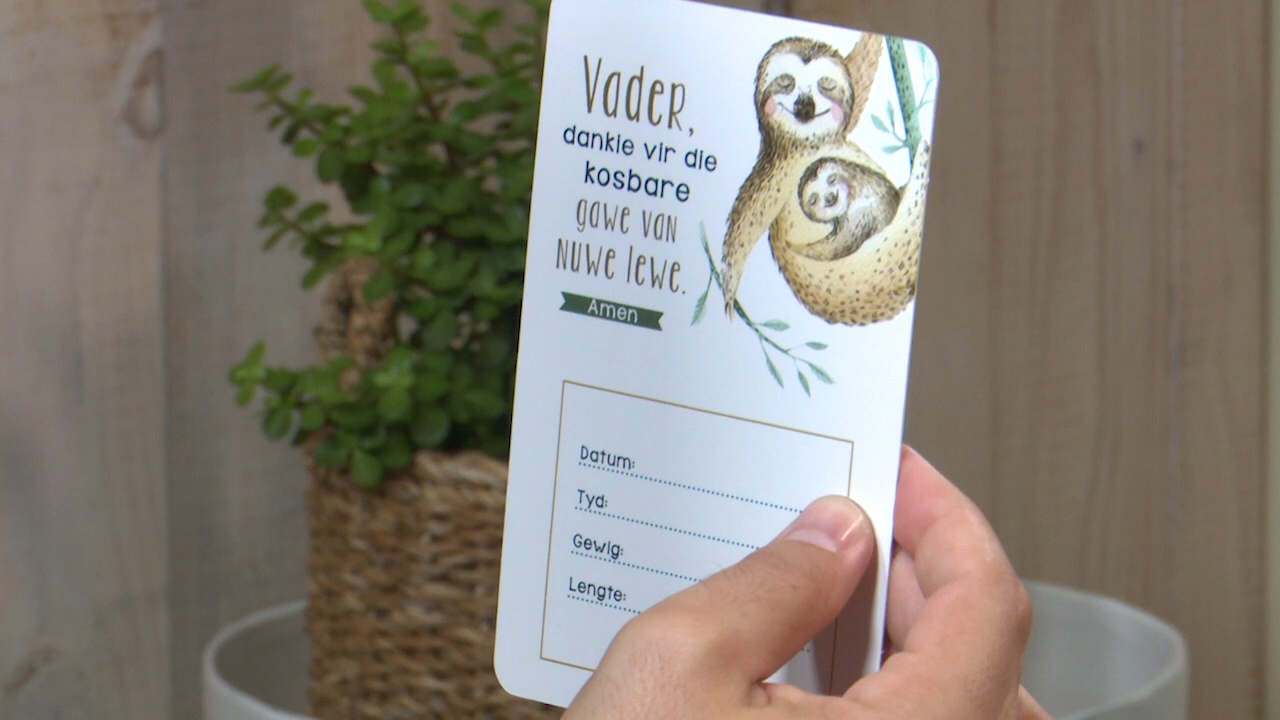 Vader,
dankie vir die
kosbare
gawe van
nuwe lewe.
Amen
Datum:
Tyd:
Gewig:
Lengte: